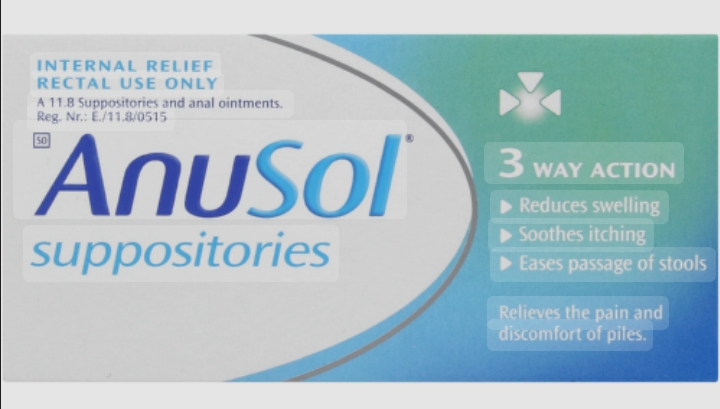 INTERNAL RELIEF
RECTAL USE ONLY
A 11.8 Suppositories and anal ointments.
Reg. Nr.: E./11.8/0515
S0
AnuSol®
suppositories
3 WAY ACTION
Reduces swelling
Soothes itching
Eases passage of stools
Relieves the pain and
discomfort of piles.